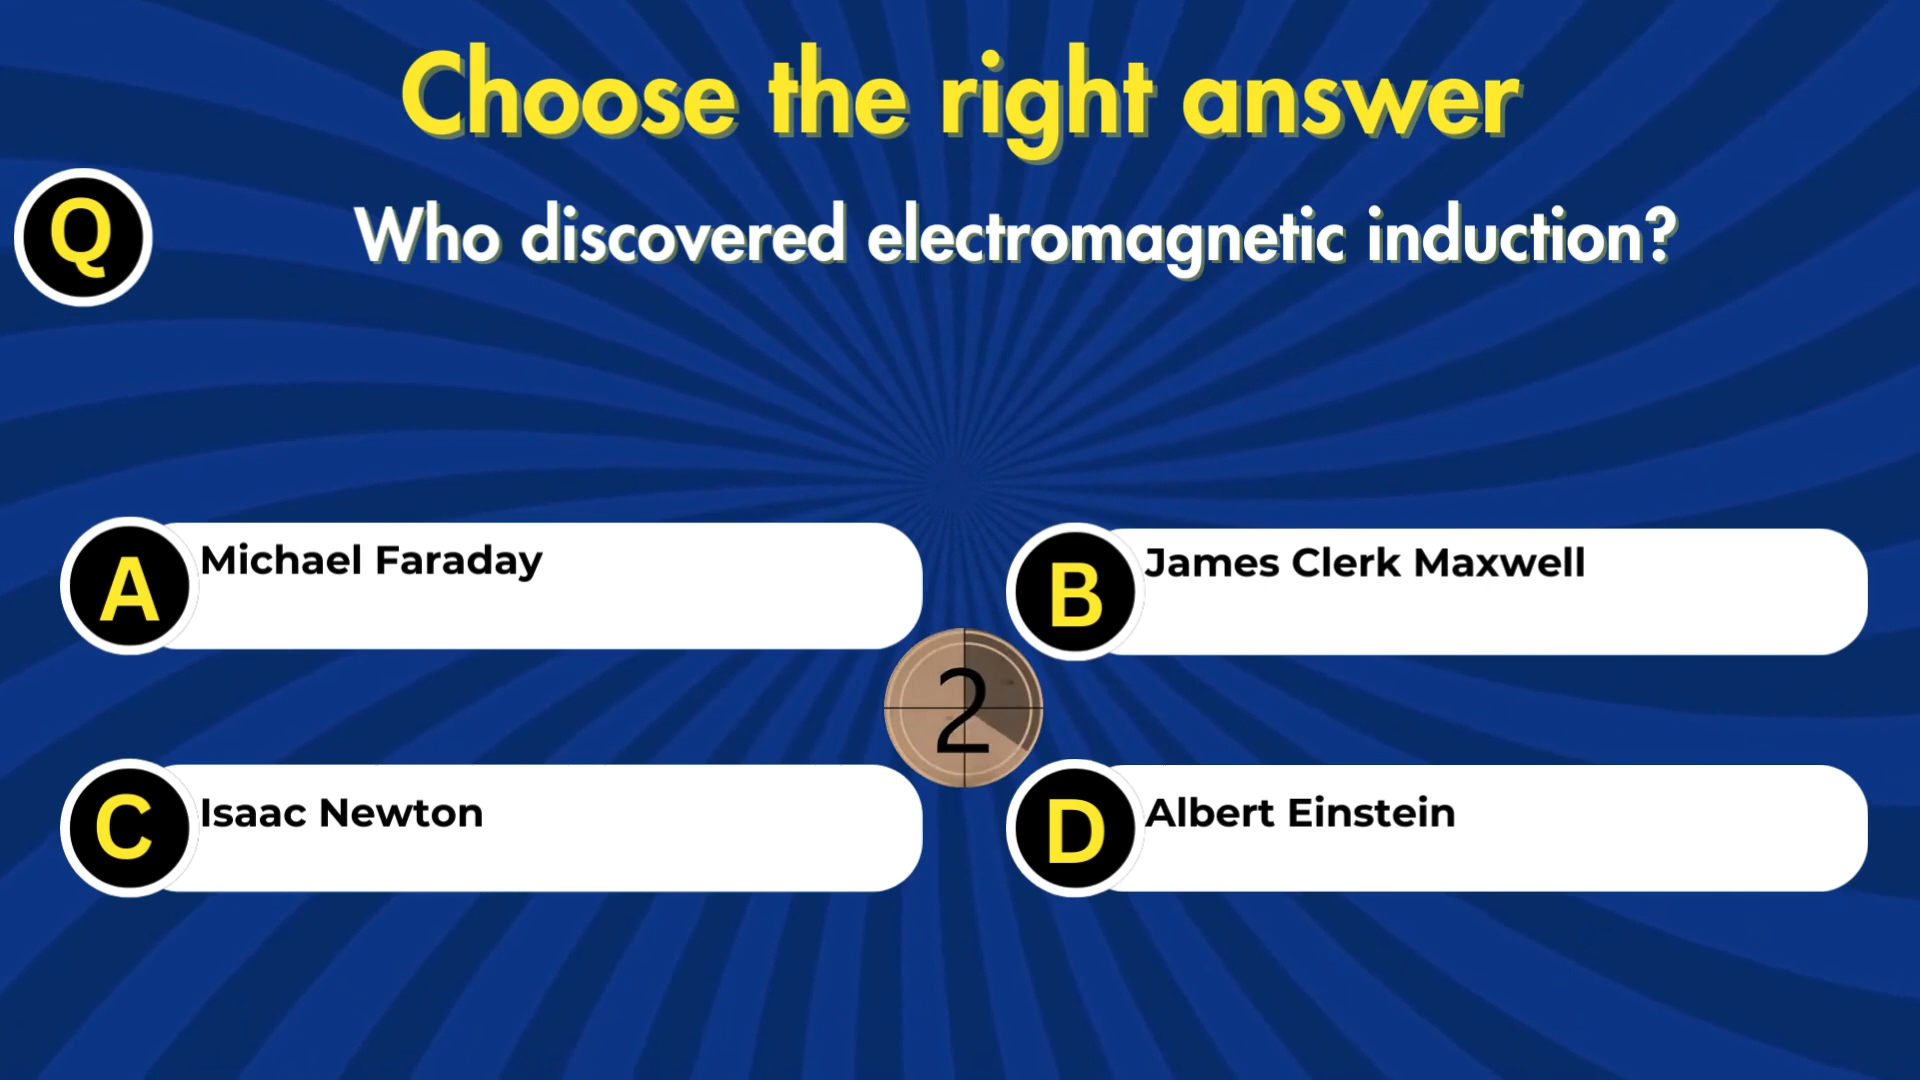 Choose the right answer
Q
Who discovered electromagnetic induction?
A Michael Faraday
B James Clerk Maxwell
2
C Isaac Newton
D Albert Einstein